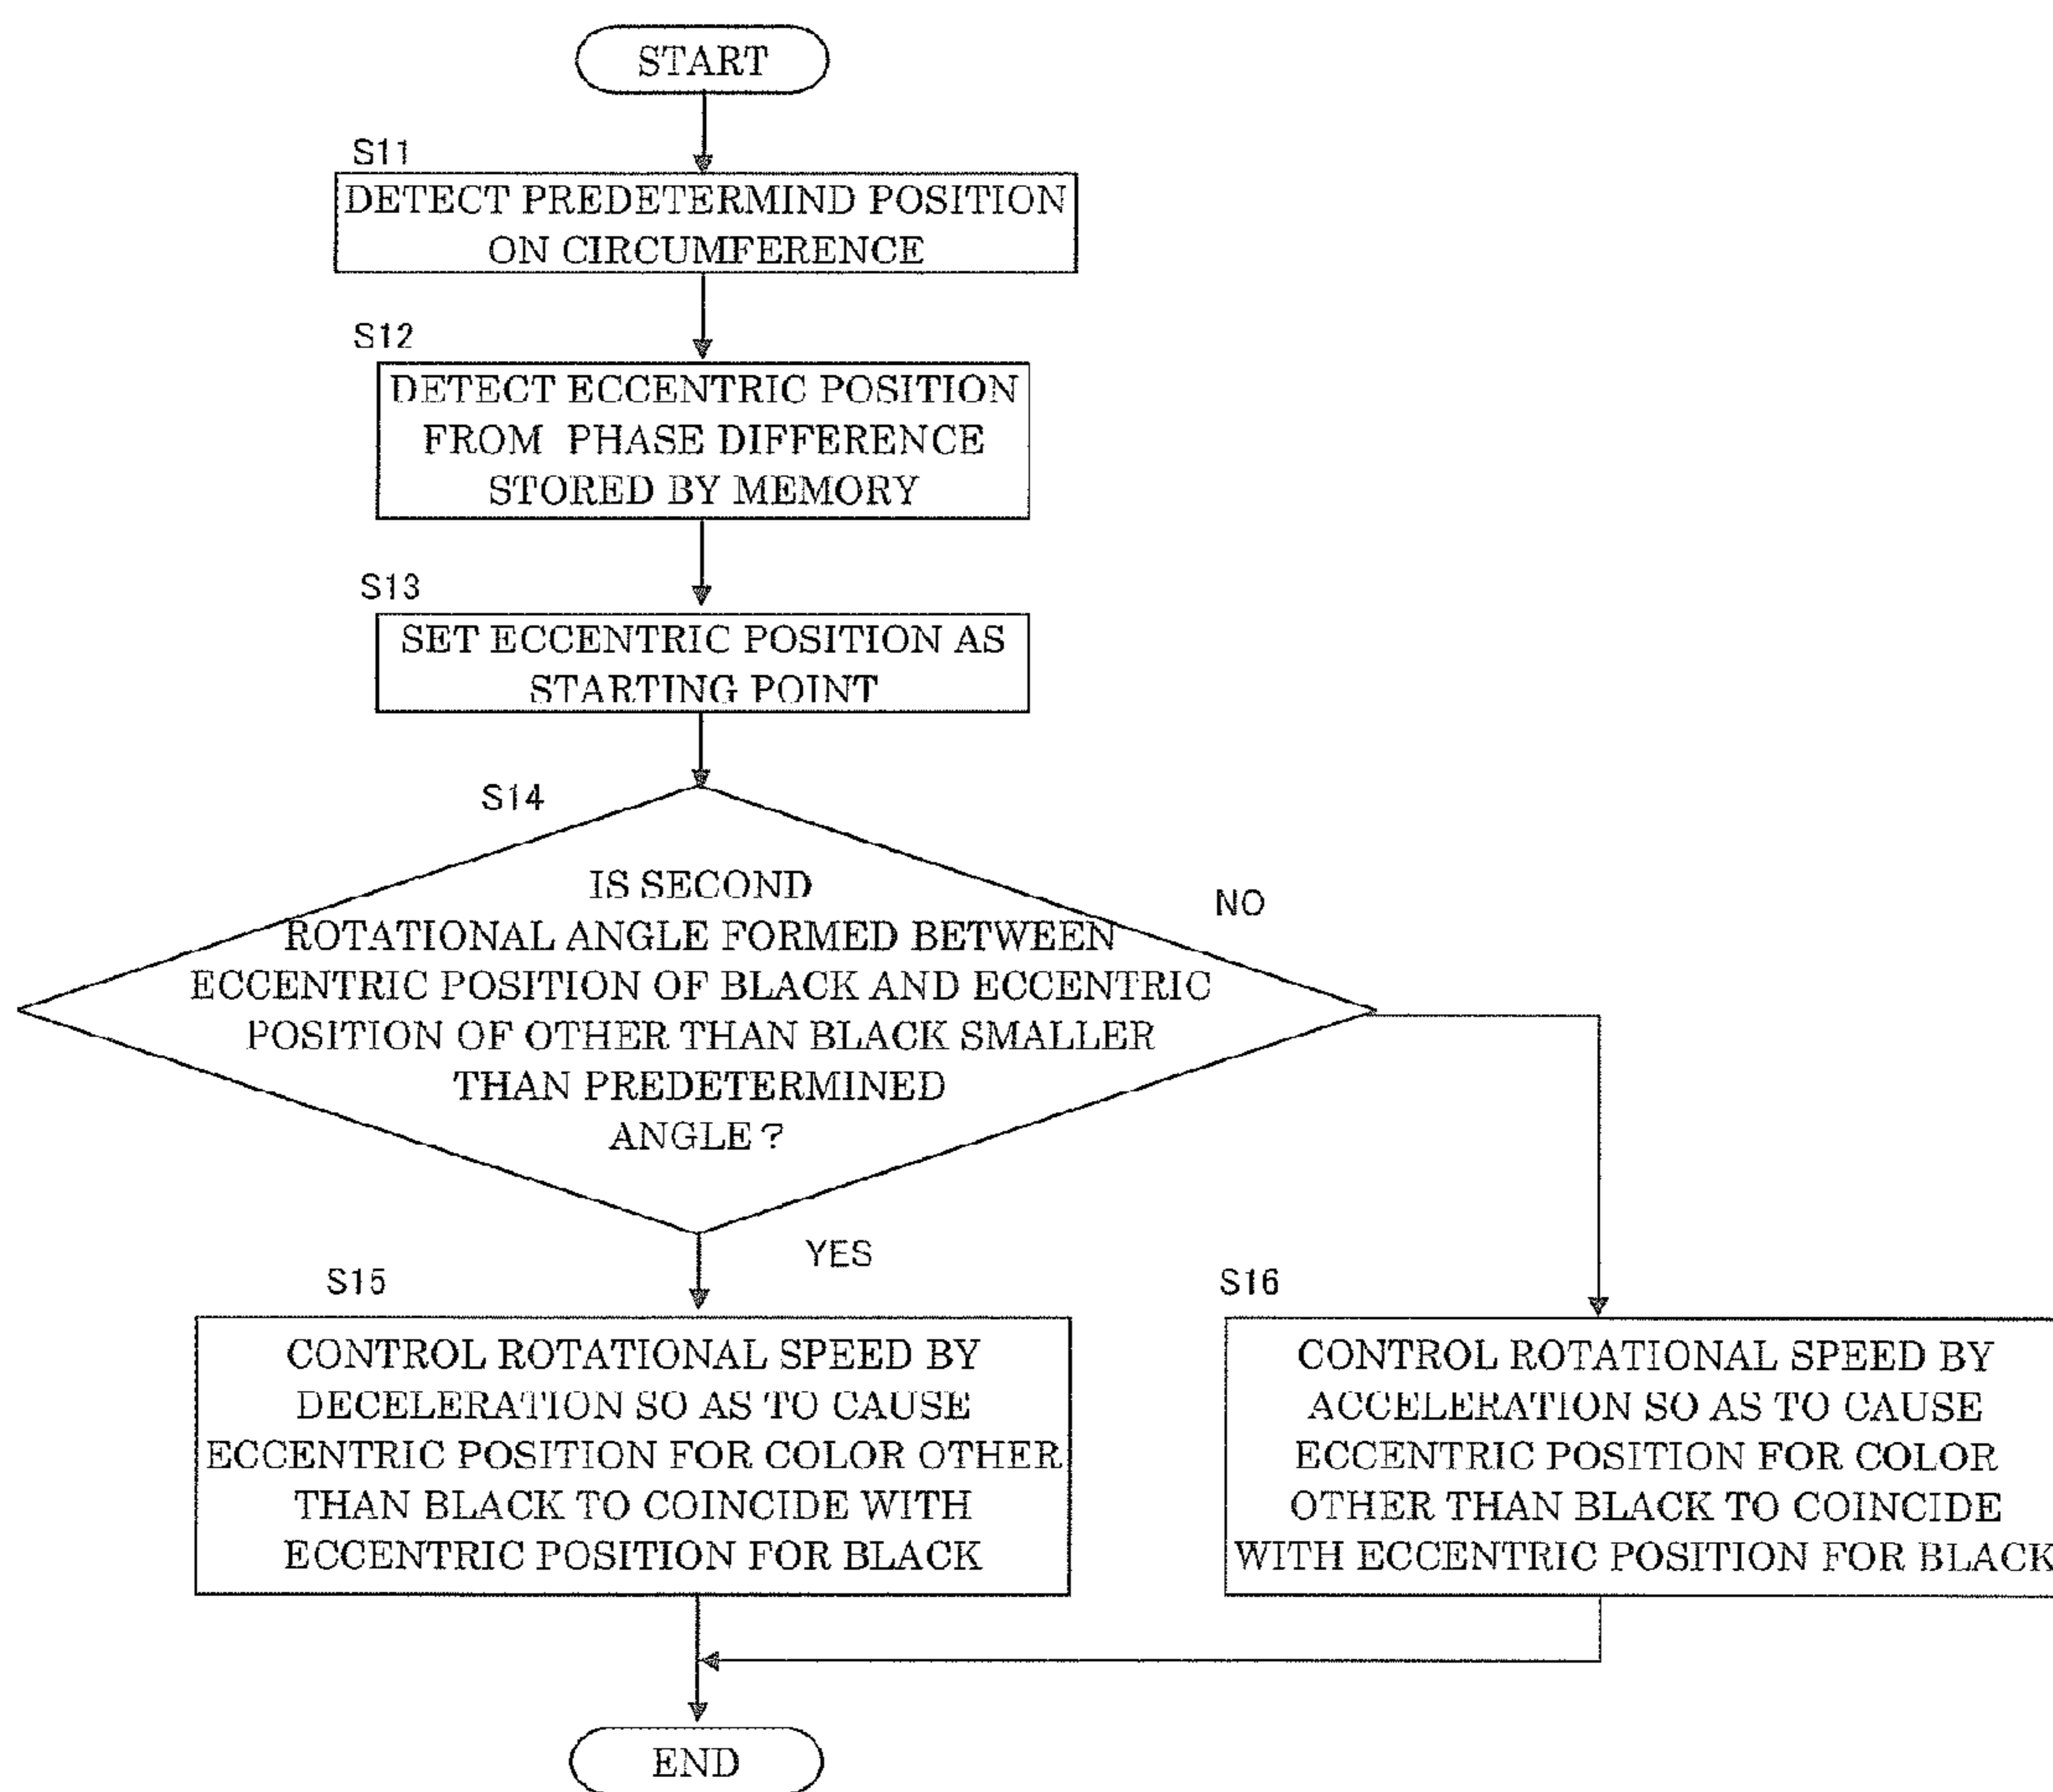 START
S11
DETECT PREDETERMIND POSITION
ON CIRCUMFERENCE
S12
DETECT ECCENTRIC POSITION
FROM PHASE DIFFERENCE
STORED BY MEMORY
S13
SET ECCENTRIC POSITION AS
STARTING POINT
S14
IS SECOND
ROTATIONAL ANGLE FORMED BETWEEN
ECCENTRIC POSITION OF BLACK AND ECCENTRIC
POSITION OF OTHER THAN BLACK SMALLER
THAN PREDETERMINED
ANGLE ?
NO
YES
S15
CONTROL ROTATIONAL SPEED BY
DECELERATION SO AS TO CAUSE
ECCENTRIC POSITION FOR COLOR OTHER
THAN BLACK TO COINCIDE WITH
ECCENTRIC POSITION FOR BLACK
S16
CONTROL ROTATIONAL SPEED BY
ACCELERATION SO AS TO CAUSE
ECCENTRIC POSITION FOR COLOR
OTHER THAN BLACK TO COINCIDE
WITH ECCENTRIC POSITION FOR BLACK
END